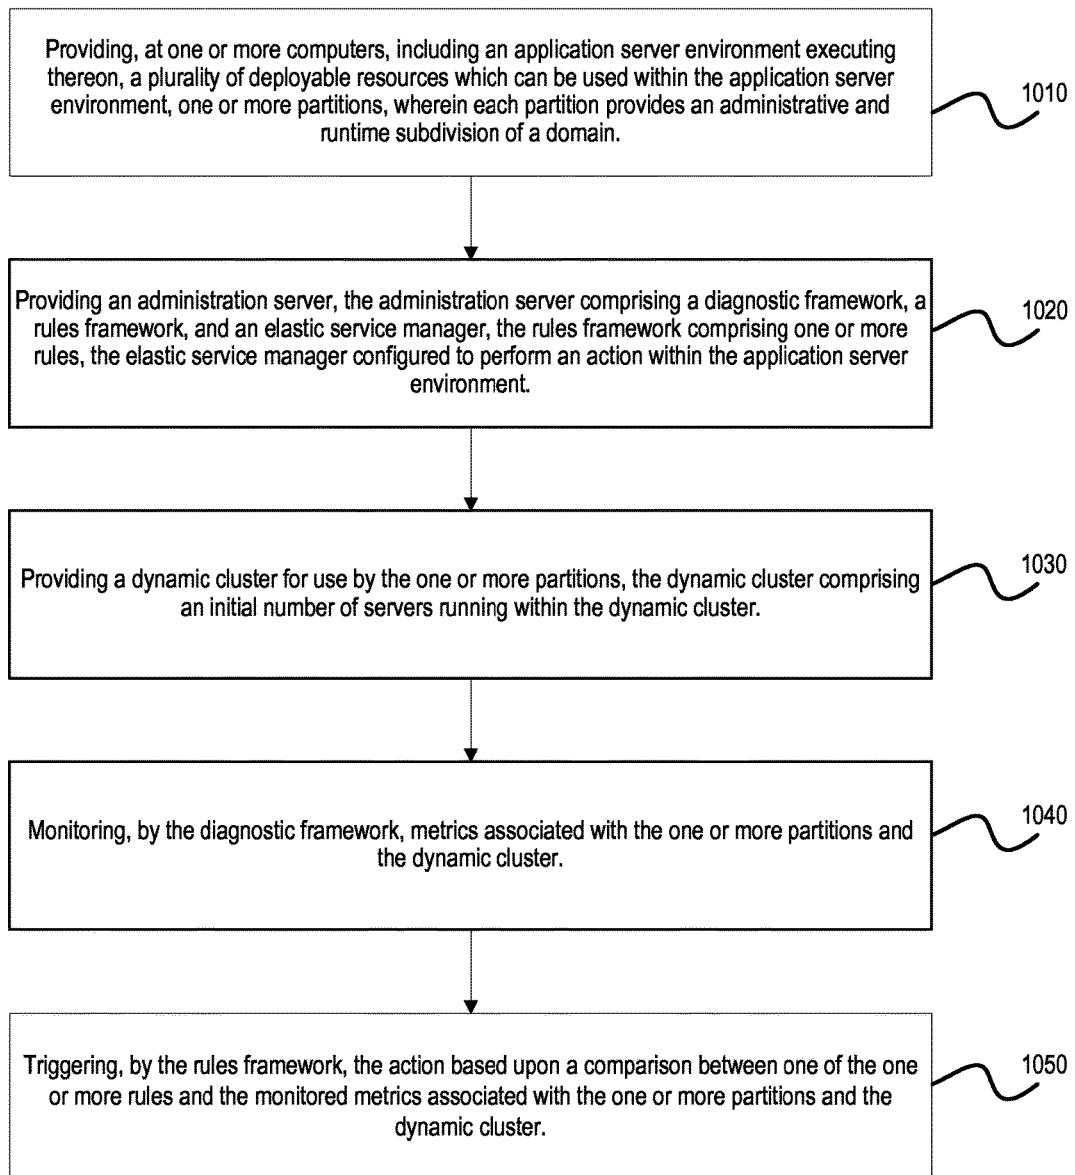 Providing, at one or more computers, including an application server environment executing
thereon, a plurality of deployable resources which can be used within the application server
environment, one or more partitions, wherein each partition provides an administrative and
runtime subdivision of a domain.
1010
Providing an administration server, the administration server comprising a diagnostic framework, a
rules framework, and an elastic service manager, the rules framework comprising one or more
rules, the elastic service manager configured to perform an action within the application server
environment.
1020
Providing a dynamic cluster for use by the one or more partitions, the dynamic cluster comprising
an initial number of servers running within the dynamic cluster.
1030
Monitoring, by the diagnostic framework, metrics associated with the one or more partitions and
the dynamic cluster.
1040
Triggering, by the rules framework, the action based upon a comparison between one of the one
or more rules and the monitored metrics associated with the one or more partitions and the
dynamic cluster.
1050